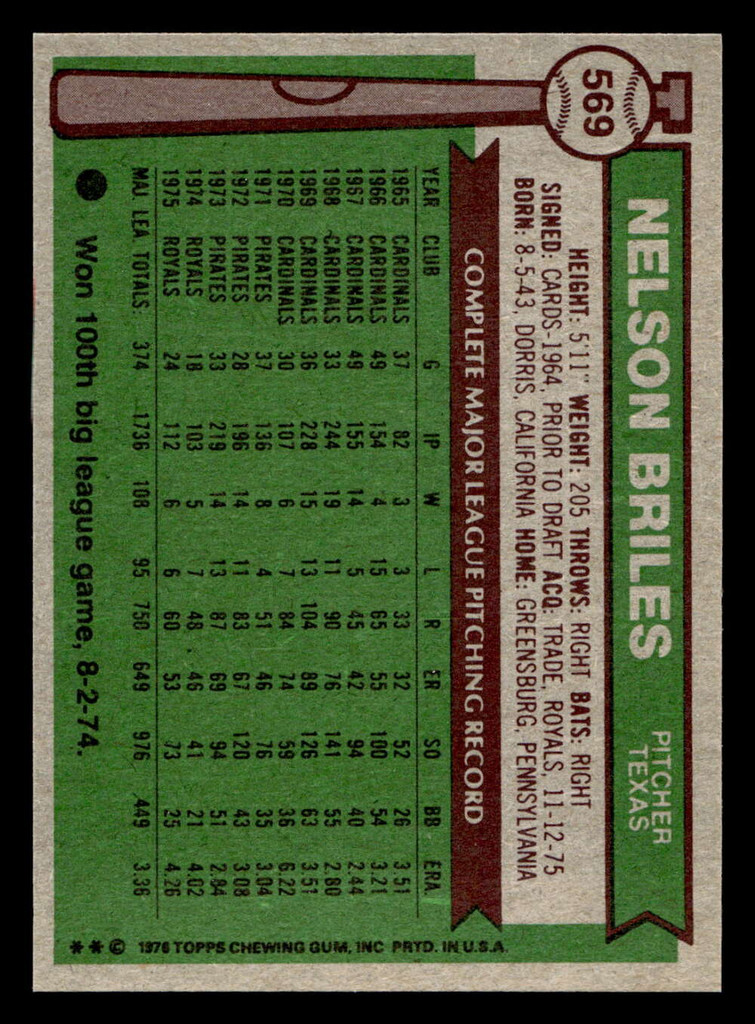 569
NELSON BRILES
PITCHER
TEXAS
HEIGHT: 5'11" WEIGHT: 205 THROWS: RIGHT BATS: RIGHT
SIGNED: CARDS-1964, PRIOR TO DRAFT ACQ: TRADE, ROYALS, 11-12-75
BORN: 8-5-43, DORRIS, CALIFORNIA HOME: GREENSBURG, PENNSYLVANIA
COMPLETE MAJOR LEAGUE PITCHING RECORD
YEAR CLUB G IP W L R ER SO BB ERA
1965 CARDINALS 37 82 3 3 33 32 52 26 3.51
1966 CARDINALS 49 154 4 15 65 55 100 54 3.21
1967 CARDINALS 49 155 14 5 45 42 94 40 2.44
1968 CARDINALS 33 244 19 11 90 76 141 55 2.80
1969 CARDINALS 36 228 15 13 104 89 126 63 3.51
1970 CARDINALS 30 107 6 7 84 74 59 36 6.22
1971 PIRATES 37 136 8 4 51 46 76 35 3.04
1972 PIRATES 28 196 14 11 83 67 120 43 3.08
1973 PIRATES 33 219 14 13 87 69 94 51 2.84
1974 ROYALS 18 103 5 7 48 46 41 21 4.02
1975 ROYALS 24 112 6 6 60 53 73 25 4.26
MAJ. LEA TOTALS: 374 1736 108 95 750 649 976 449 3.36
Won 100th big league game, 8-2-74.
**© 1976 TOPPS CHEWING GUM, INC PRTD. IN U.S.A.